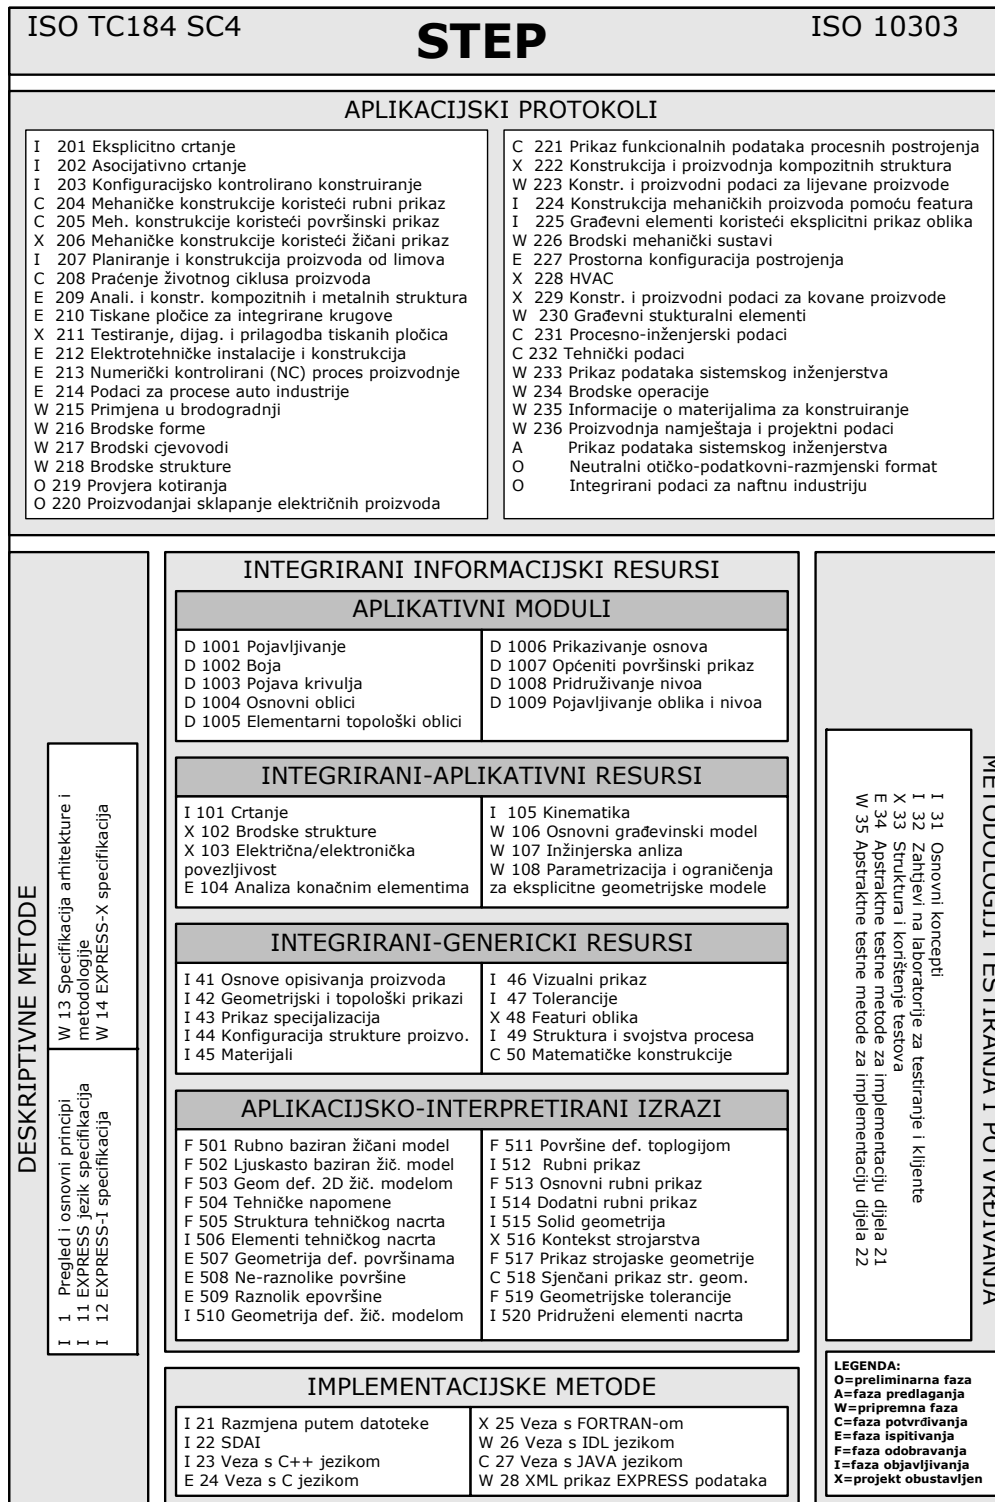 ISO TC184 SC4
STEP
ISO 10303
APLIKACIJSKI PROTOKOLI
I 201 Eksplicitno crtanje
I 202 Asocijativno crtanje
I 203 Konfiguracijsko kontrolirano konstruiranje
C 204 Mehaničke konstrukcije koristeći rubni prikaz
C 205 Meh. konstrukcije koristeći površinski prikaz
X 206 Mehaničke konstrukcije koristeći žičani prikaz
I 207 Planiranje i konstrukcija proizvoda od limova
C 208 Praćenje životnog ciklusa proizvoda
E 209 Anali. i konstr. kompozitnih i metalnih struktura
E 210 Tiskane pločice za integrirane krugove
X 211 Testiranje, dijag. i prilagodba tiskanih pločica
E 212 Elektrotehničke instalacije i konstrukcija
E 213 Numerički kontrolirani (NC) proces proizvodnje
E 214 Podaci za procese auto industrije
W 215 Primjena u brodogradnji
W 216 Brodske forme
W 217 Brodski cjevovodi
W 218 Brodske strukture
O 219 Provjera kotiranja
O 220 Proizvodanjai sklapanje električnih proizvoda
C 221 Prikaz funkcionalnih podataka procesnih postrojenja
X 222 Konstrukcija i proizvodnja kompozitnih struktura
W 223 Konstr. i proizvodni podaci za lijevane proizvode
I 224 Konstrukcija mehaničkih proizvoda pomoću featura
I 225 Građevni elementi koristeći eksplicitni prikaz oblika
W 226 Brodski mehanički sustavi
E 227 Prostorna konfiguracija postrojenja
X 228 HVAC
X 229 Konstr. i proizvodni podaci za kovane proizvode
W 230 Građevni stukturalni elementi
C 231 Procesno-inženjerski podaci
C 232 Tehnički podaci
W 233 Prikaz podataka sistemskog inženjerstva
W 234 Brodske operacije
W 235 Informacije o materijalima za konstruiranje
W 236 Proizvodnja namještaja i projektni podaci
A Prikaz podataka sistemskog inženjerstva
O Neutralni otičko-podatkovni-razmjenski format
O Integrirani podaci za naftnu industriju
DESKRIPTIVNE METODE
W 13 Specifikacija arhitekture i
metodologije
W 14 EXPRESS-X specifikacija
I 1 Pregled i osnovni principi
I 11 EXPRESS jezik specifikacija
I 12 EXPRESS-I specifikacija
INTEGRIRANI INFORMACIJSKI RESURSI
APLIKATIVNI MODULI
D 1001 Pojavljivanje
D 1002 Boja
D 1003 Pojava krivulja
D 1004 Osnovni oblici
D 1005 Elementarni topološki oblici
D 1006 Prikazivanje osnova
D 1007 Općeniti površinski prikaz
D 1008 Pridruživanje nivoa
D 1009 Pojavljivanje oblika i nivoa
INTEGRIRANI-APLIKATIVNI RESURSI
I 101 Crtanje
X 102 Brodske strukture
X 103 Električna/elektronička
povezljivost
E 104 Analiza konačnim elementima
I 105 Kinematika
W 106 Osnovni građevinski model
W 107 Inžinjerska anliza
W 108 Parametrizacija i ograničenja
za eksplicitne geometrijske modele
INTEGRIRANI-GENERICKI RESURSI
I 41 Osnove opisivanja proizvoda
I 42 Geometrijski i topološki prikazi
I 43 Prikaz specijalizacija
I 44 Konfiguracija strukture proizvo.
I 45 Materijali
I 46 Vizualni prikaz
I 47 Tolerancije
X 48 Featuri oblika
I 49 Struktura i svojstva procesa
C 50 Matematičke konstrukcije
APLIKACIJSKO-INTERPRETIRANI IZRAZI
F 501 Rubno baziran žičani model
F 502 Ljuskasto baziran žič. model
F 503 Geom def. 2D žič. modelom
F 504 Tehničke napomene
F 505 Struktura tehničkog nacrta
I 506 Elementi tehničkog nacrta
E 507 Geometrija def. površinama
E 508 Ne-raznolike površine
E 509 Raznolik epovršine
I 510 Geometrija def. žič. modelom
F 511 Površine def. toplogijom
I 512 Rubni prikaz
F 513 Osnovni rubni prikaz
I 514 Dodatni rubni prikaz
I 515 Solid geometrija
X 516 Kontekst strojarstva
F 517 Prikaz strojaske geometrije
C 518 Sjenčani prikaz str. geom.
F 519 Geometrijske tolerancije
I 520 Pridruženi elementi nacrta
IMPLEMENTACIJSKE METODE
I 21 Razmjena putem datoteke
I 22 SDAI
I 23 Veza s C++ jezikom
E 24 Veza s C jezikom
X 25 Veza s FORTRAN-om
W 26 Veza s IDL jezikom
C 27 Veza s JAVA jezikom
W 28 XML prikaz EXPRESS podataka
METODOLOGIJI TESTIRANJA I POTVRĐIVANJA
I 31 Osnovni koncepti
I 32 Zahtjevi na laboratorije za testiranje i klijente
X 33 Struktura i korištenje testova
E 34 Apstraktne testne metode za implementaciju dijela 21
W 35 Apstraktne testne metode za implementaciju dijela 22
LEGENDA:
O=preliminarna faza
A=faza predlaganja
W=pripremna faza
C=faza potvrđivanja
E=faza ispitivanja
F=faza odobravanja
I=faza objavljivanja
X=projekt obustavljen